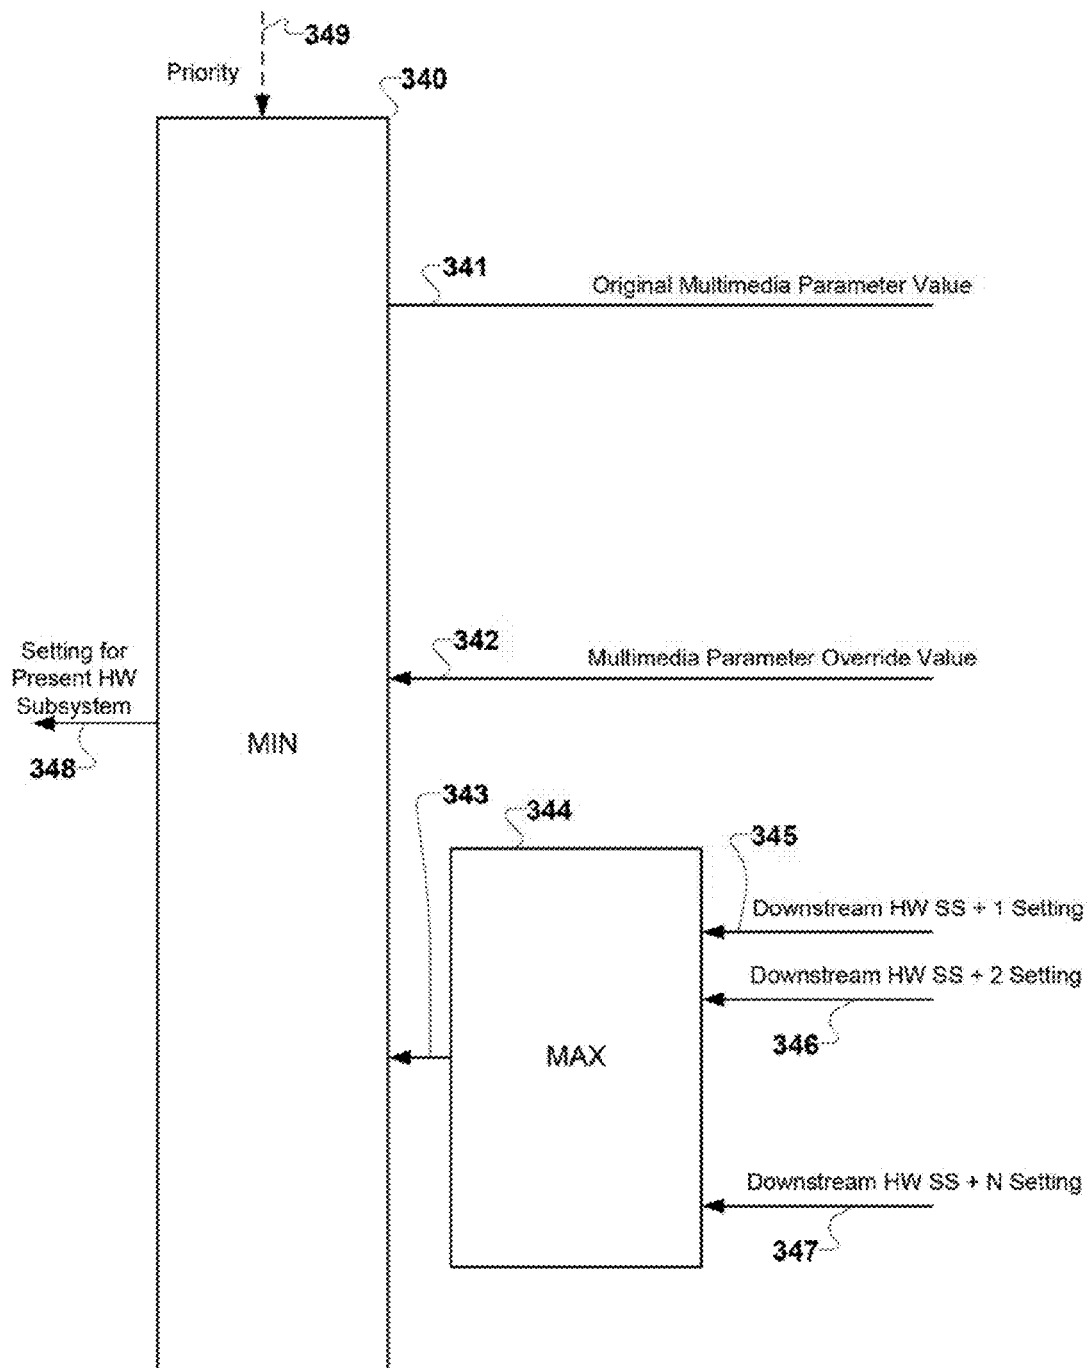 349
Priority
340
341
Original Multimedia Parameter Value
342
Multimedia Parameter Override Value
Setting for
Present HW
Subsystem
348
MIN
343
344
345
Downstream HW SS + 1 Setting
Downstream HW SS + 2 Setting
346
MAX
Downstream HW SS + N Setting
347